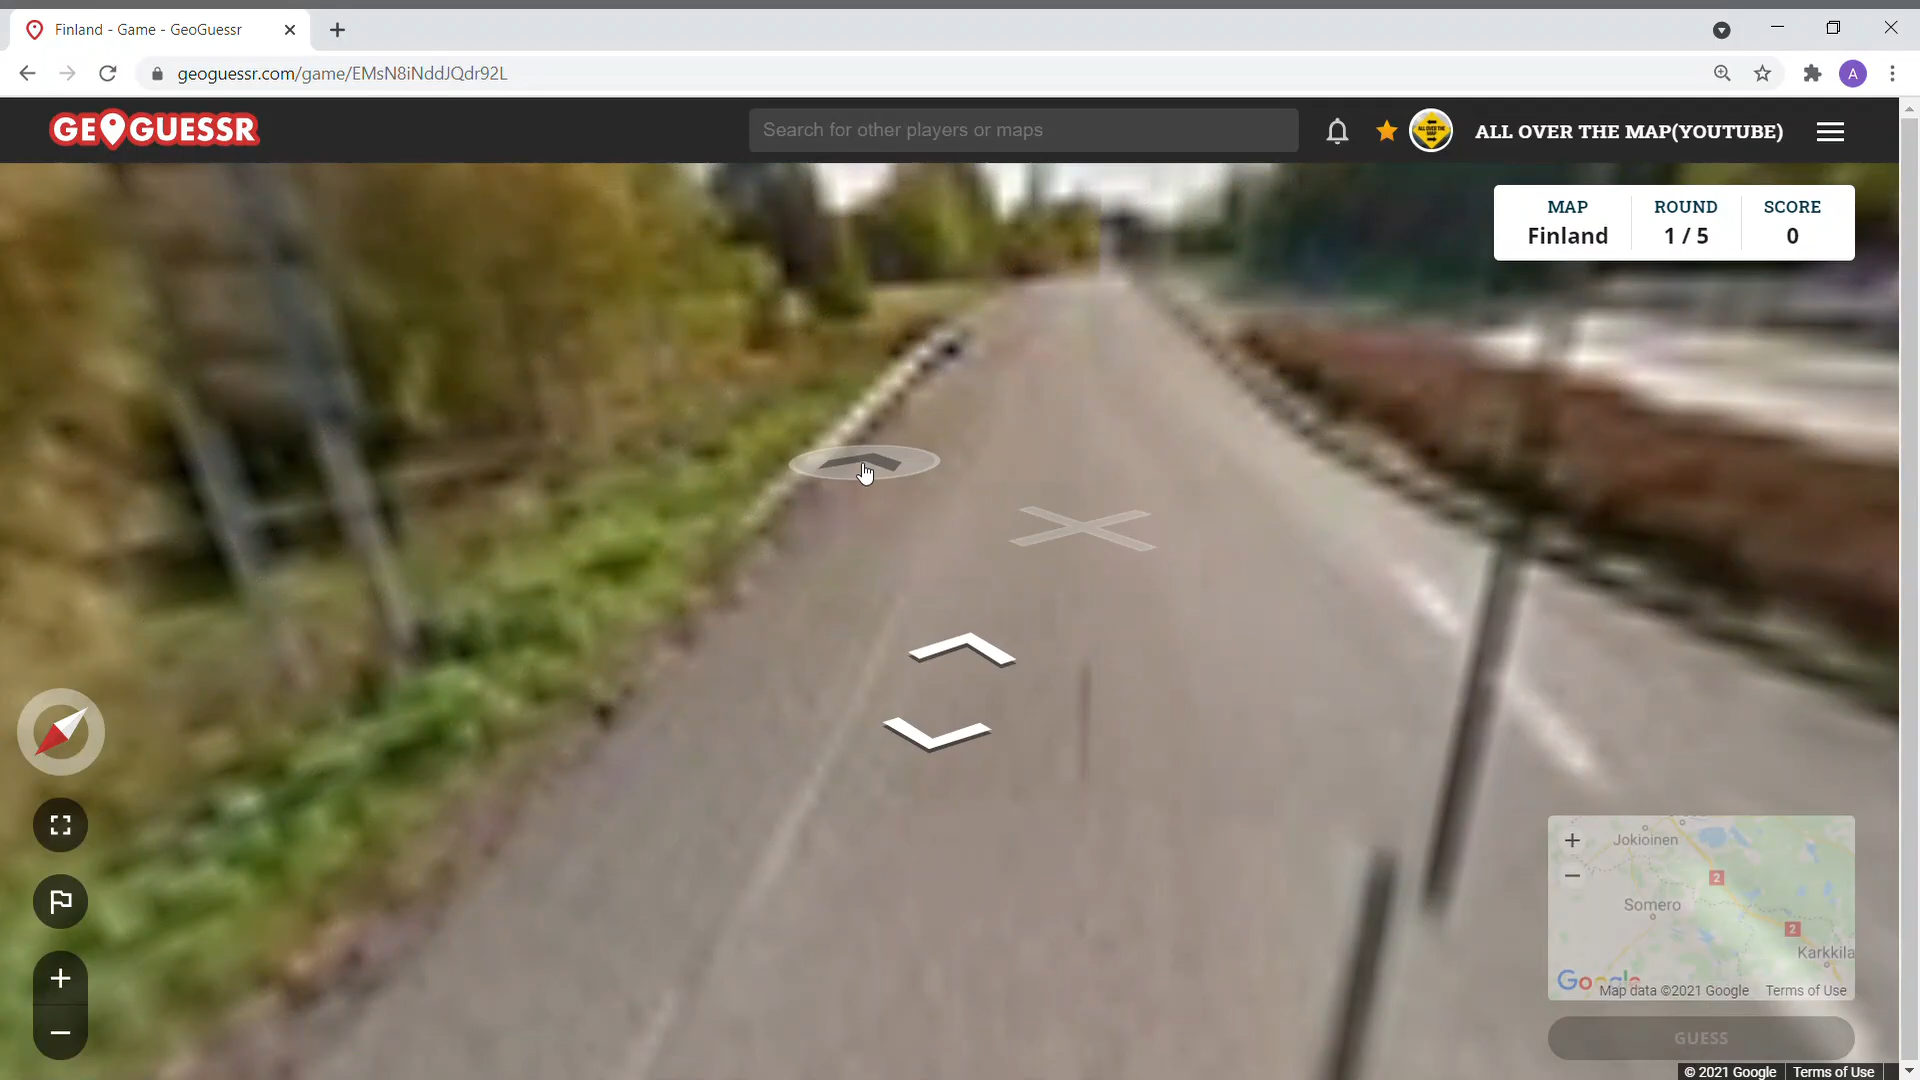 Finland - Game - GeoGuessr
geoguessr.com/game/EMsN8iNddJQdr92L
A
GEOGUESSR
Search for other players or maps
ALL OVER THE MAP(YOUTUBE)
MAP ROUND SCORE
Finland 1 / 5 0
Jokioinen
2
Somero
2
Karkkila
Google
Map data ©2021 Google Terms of Use
GUESS
© 2021 Google Terms of Use